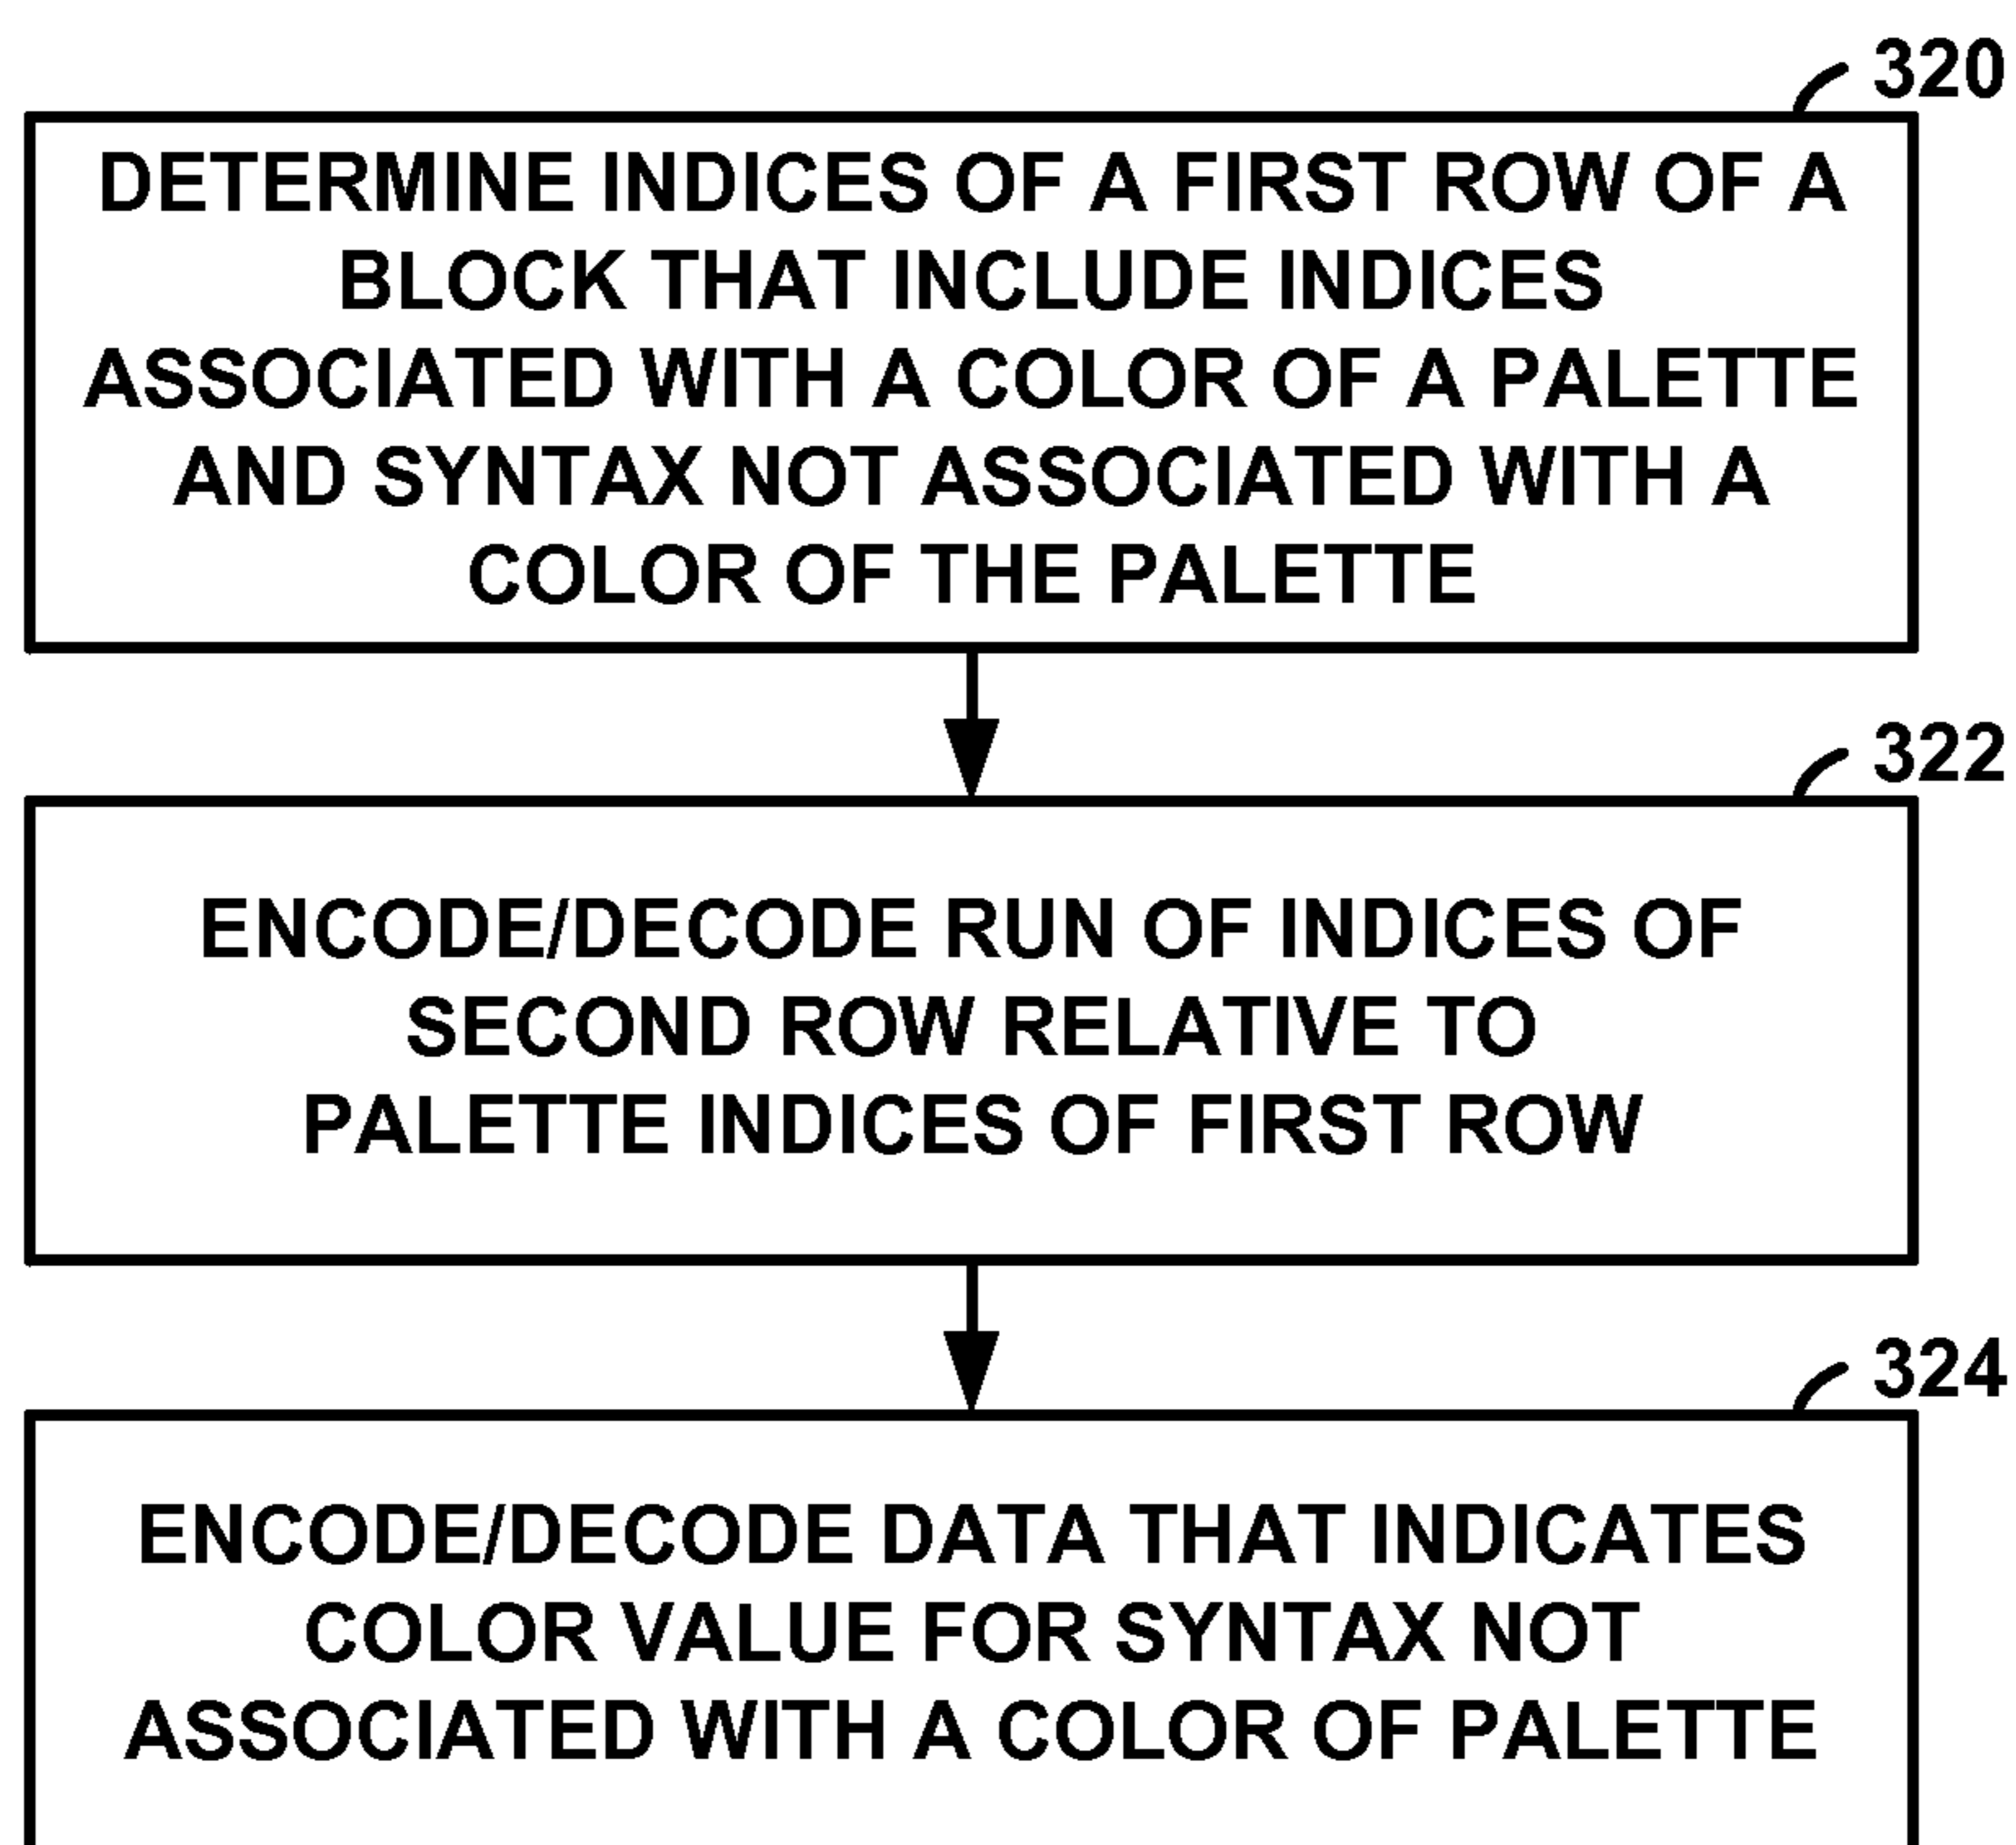 320
DETERMINE INDICES OF A FIRST ROW OF A
BLOCK THAT INCLUDE INDICES
ASSOCIATED WITH A COLOR OF A PALETTE
AND SYNTAX NOT ASSOCIATED WITH A
COLOR OF THE PALETTE
322
ENCODE/DECODE RUN OF INDICES OF
SECOND ROW RELATIVE TO
PALETTE INDICES OF FIRST ROW
324
ENCODE/DECODE DATA THAT INDICATES
COLOR VALUE FOR SYNTAX NOT
ASSOCIATED WITH A COLOR OF PALETTE